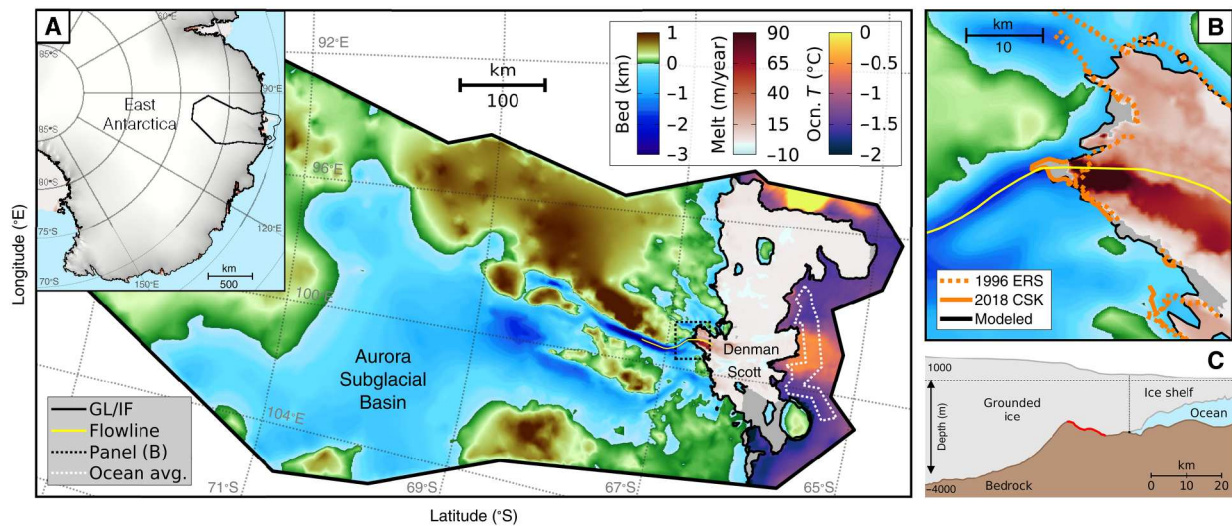 A
60°E
85°S
90°E
East
Antarctica
85°S
80°S
75°S
70°S
120°E
150°E
km
500
92°E
96°E
100°E
104°E
km
100
Bed (km)
1
0
−1
−2
−3
Melt (m/year)
90
65
40
15
−10
Ocn. T (°C)
0
−0.5
−1
−1.5
−2
Aurora
Subglacial
Basin
Denman
Scott
GL/IF
Flowline
Panel (B)
Ocean avg.
71°S
69°S
67°S
65°S
Longitude (°E)
Latitude (°S)
B
km
10
1996 ERS
2018 CSK
Modeled
C
1000
Depth (m)
−4000
Grounded
ice
Ice shelf
Ocean
Bedrock
km
0 10 20